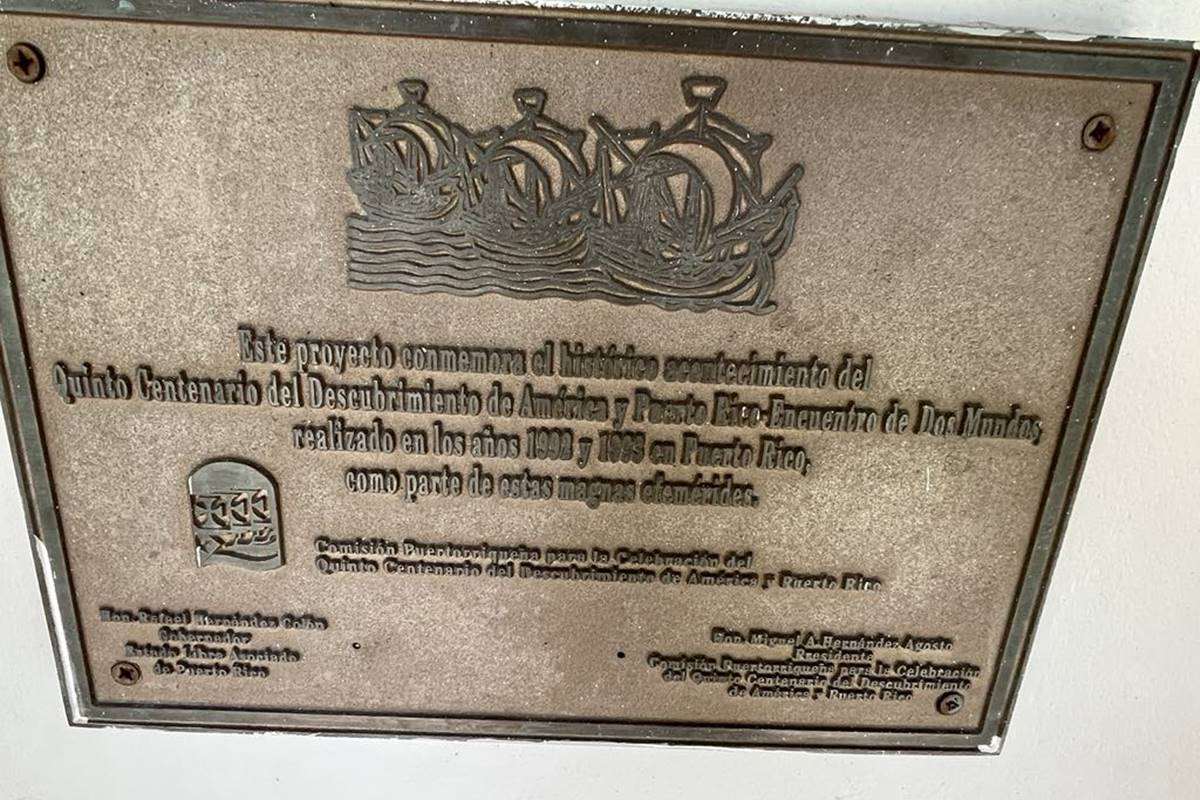 Este proyecto conmemora el histórico acontecimiento del
Quinto Centenario del Descubrimiento de América y Puerto Rico-Encuentro de Dos Mundos,
realizado en los años 1992 y 1993 en Puerto Rico,
como parte de estas magnas efemérides.
Comisión Puertorriqueña para la Celebración del
Quinto Centenario del Descubrimiento de América y Puerto Rico
Hon. Rafael Hernández Colón
Gobernador
Estado Libre Asociado
de Puerto Rico
Hon. Miguel A. Hernández Agosto
Presidente
Comisión Puertorriqueña para la Celebración
del Quinto Centenario del Descubrimiento
de América y Puerto Rico